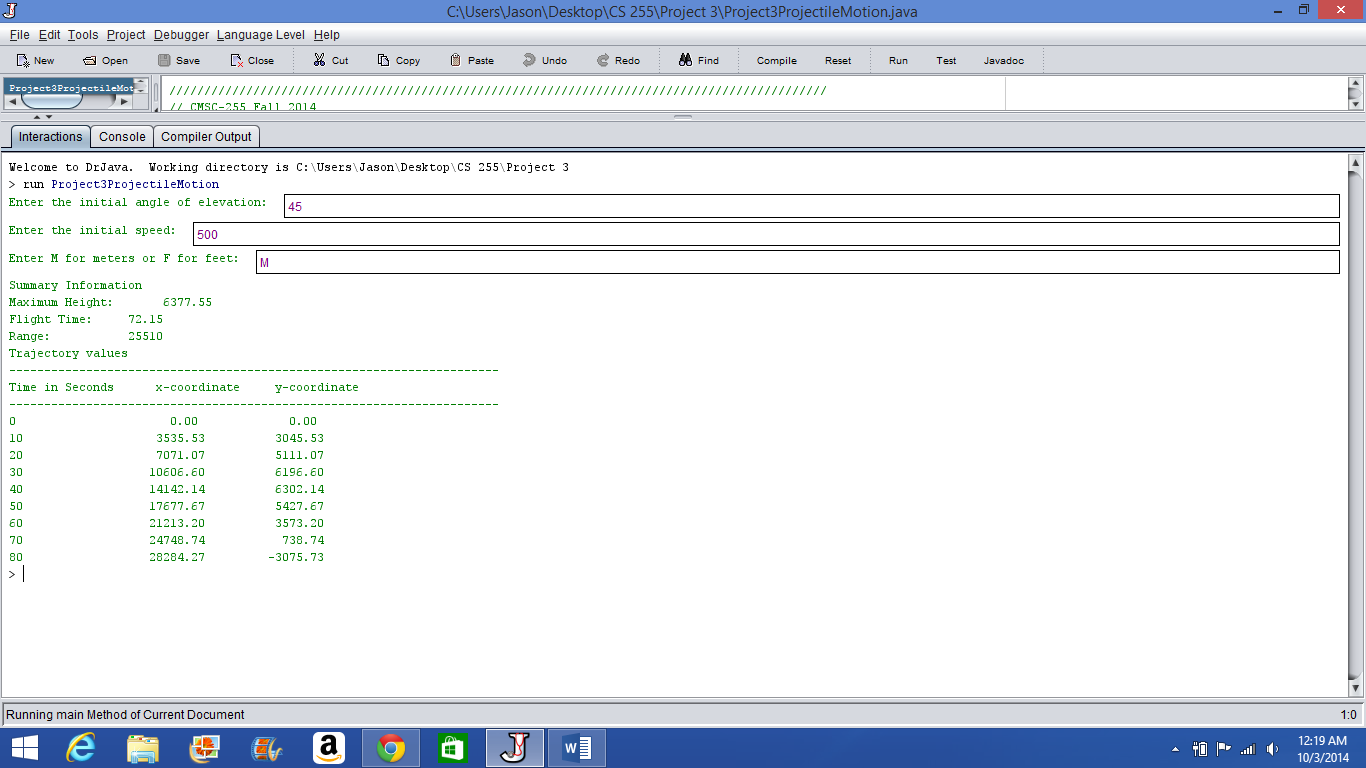 C:\Users\Jason\Desktop\CS 255\Project 3\Project3ProjectileMotion.java
File Edit Tools Project Debugger Language Level Help
New Open Save Close Cut Copy Paste Undo Redo Find Compile Reset Run Test Javadoc
Project3ProjectileMot
////////////////////////////////////////////////////////////////////////////////////////////// 
// CMSC-255 Fall 2014
Interactions Console Compiler Output
Welcome to DrJava. Working directory is C:\Users\Jason\Desktop\CS 255\Project 3
> run Project3ProjectileMotion
Enter the initial angle of elevation: 45
Enter the initial speed: 500
Enter M for meters or F for feet: M
Summary Information
Maximum Height: 6377.55
Flight Time: 72.15
Range: 25510
Trajectory values
----------------------------------------------------------------------
Time in Seconds x-coordinate y-coordinate
----------------------------------------------------------------------
0 0.00 0.00
10 3535.53 3045.53
20 7071.07 5111.07
30 10606.60 6196.60
40 14142.14 6302.14
50 17677.67 5427.67
60 21213.20 3573.20
70 24748.74 738.74
80 28284.27 -3075.73
>
Running main Method of Current Document 1:0
12:19 AM
10/3/2014